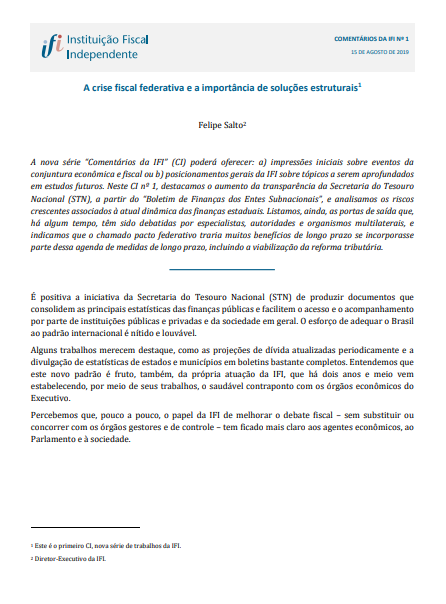 ifi Instituição Fiscal
Independente
COMENTÁRIOS DA IFI Nº 1
15 DE AGOSTO DE 2019
A crise fiscal federativa e a importância de soluções estruturais¹
Felipe Salto²
A nova série "Comentários da IFI" (CI) poderá oferecer: a) impressões iniciais sobre eventos da
conjuntura econômica e fiscal ou b) posicionamentos gerais da IFI sobre tópicos a serem aprofundados
em estudos futuros. Neste CI nº 1, destacamos o aumento da transparência da Secretaria do Tesouro
Nacional (STN), a partir do "Boletim de Finanças dos Entes Subnacionais", e analisamos os riscos
crescentes associados à atual dinâmica das finanças estaduais. Listamos, ainda, as portas de saída que,
há algum tempo, têm sido debatidas por especialistas, autoridades e organismos multilaterais, e
indicamos que o chamado pacto federativo traria muitos benefícios de longo prazo se incorporasse
parte dessa agenda de medidas de longo prazo, incluindo a viabilização da reforma tributária.
É positiva a iniciativa da Secretaria do Tesouro Nacional (STN) de produzir documentos que
consolidem as principais estatísticas das finanças públicas e facilitem o acesso e o acompanhamento
por parte de instituições públicas e privadas e da sociedade em geral. O esforço de adequar o Brasil
ao padrão internacional é nítido e louvável.
Alguns trabalhos merecem destaque, como as projeções de dívida atualizadas periodicamente e a
divulgação de estatísticas de estados e municípios em boletins bastante completos. Entendemos que
este novo padrão é fruto, também, da própria atuação da IFI, que há dois anos e meio vem
estabelecendo, por meio de seus trabalhos, o saudável contraponto com os órgãos econômicos do
Executivo.
Percebemos que, pouco a pouco, o papel da IFI de melhorar o debate fiscal – sem substituir ou
concorrer com os órgãos gestores e de controle – tem ficado mais claro aos agentes econômicos, ao
Parlamento e à sociedade.
¹ Este é o primeiro CI, nova série de trabalhos da IFI.
² Diretor-Executivo da IFI.